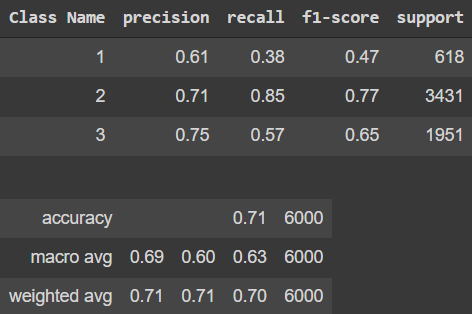 Class Name precision recall f1-score support
1 0.61 0.38 0.47 618
2 0.71 0.85 0.77 3431
3 0.75 0.57 0.65 1951
accuracy 0.71 6000
macro avg 0.69 0.60 0.63 6000
weighted avg 0.71 0.71 0.70 6000